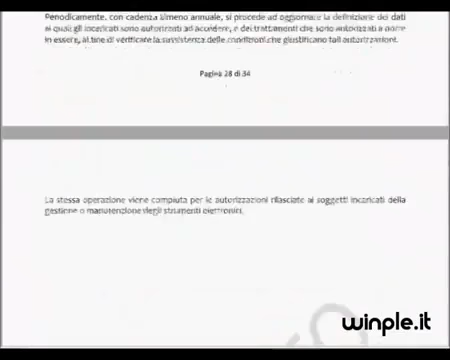 Periodicamente, con cadenza almeno annuale, si procede ad aggiornare la definizione dei dati
ai quali gli incaricati sono autorizzati ad accedere, e dei trattamenti che sono autorizzati a porre
in essere, al fine di verificare la sussistenza delle condizioni che giustificano tali autorizzazioni.
Pagina 28 di 34
La stessa operazione viene compiuta per le autorizzazioni rilasciate ai soggetti incaricati della
gestione o manutenzione degli strumenti elettronici.
winple.it